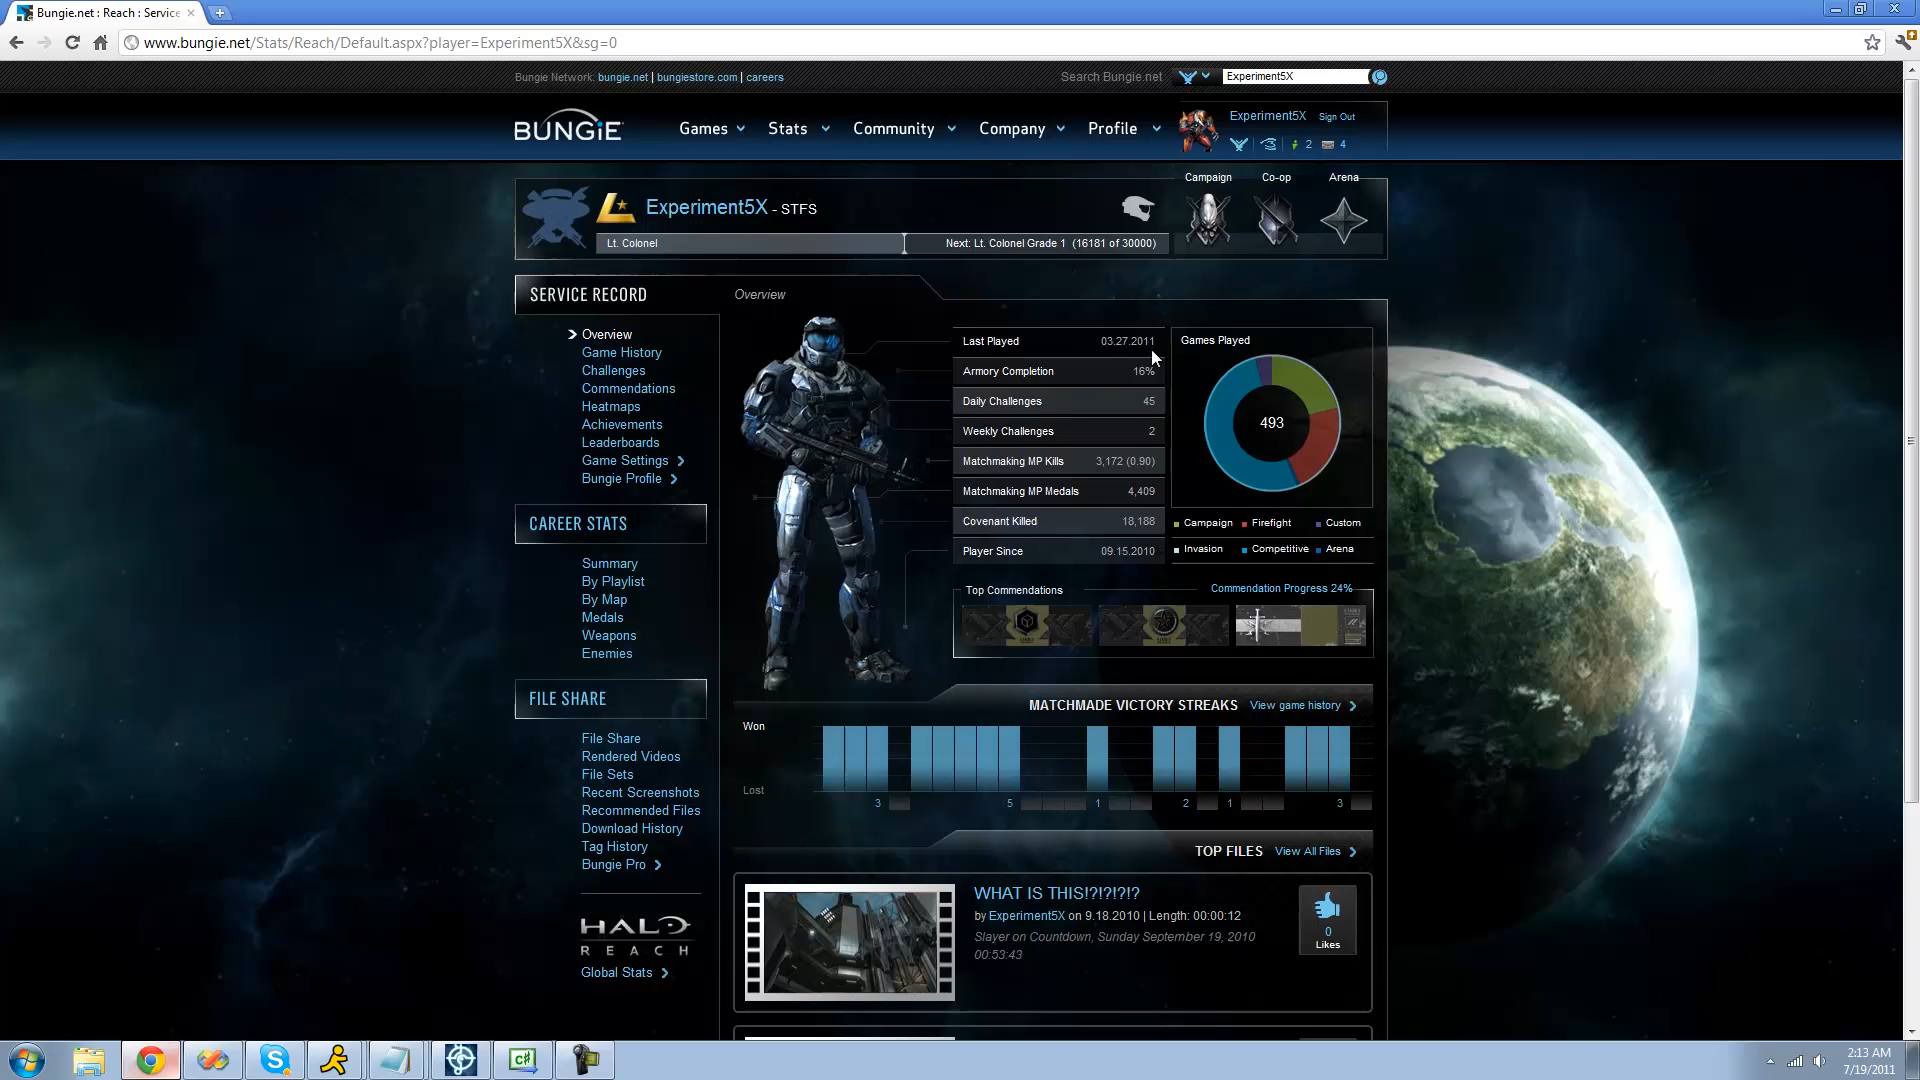 Bungie.net : Reach : Service
www.bungie.net/Stats/Reach/Default.aspx?player=Experiment5X&sg=0
Bungie Network: bungie.net | bungiestore.com | careers
Search Bungie.net
Experiment5X
BUNGiE
Games
Stats
Community
Company
Profile
Experiment5X Sign Out
2
4
Experiment5X - STFS
Lt. Colonel
Next: Lt. Colonel Grade 1 (16181 of 30000)
Campaign
Co-op
Arena
SERVICE RECORD
Overview
Game History
Challenges
Commendations
Heatmaps
Achievements
Leaderboards
Game Settings
Bungie Profile
CAREER STATS
Summary
By Playlist
By Map
Medals
Weapons
Enemies
FILE SHARE
File Share
Rendered Videos
File Sets
Recent Screenshots
Recommended Files
Download History
Tag History
Bungie Pro
HALO
REACH
Global Stats
Overview
Last Played 03.27.2011
Armory Completion 16%
Daily Challenges 45
Weekly Challenges 2
Matchmaking MP Kills 3,172 (0.90)
Matchmaking MP Medals 4,409
Covenant Killed 18,188
Player Since 09.15.2010
Games Played
493
Campaign Firefight Custom
Invasion Competitive Arena
Top Commendations
Commendation Progress 24%
MATCHMADE VICTORY STREAKS View game history
Won
Lost
3 5 1 2 1 3
TOP FILES View All Files
WHAT IS THIS!?!?!?!?
by Experiment5X on 9.18.2010 | Length: 00:00:12
Slayer on Countdown, Sunday September 19, 2010
00:53:43
0
Likes
C#
2:13 AM
7/19/2011